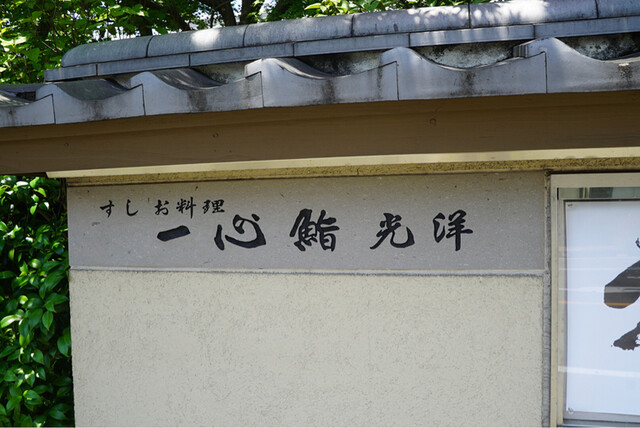 すし お料理
一心鮨 光洋